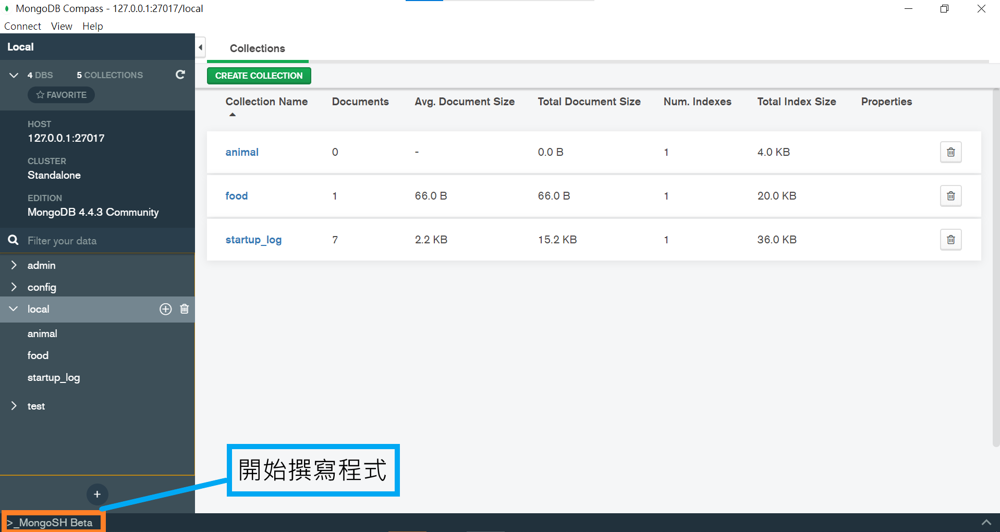 MongoDB Compass - 127.0.0.1:27017/local
Connect View Help
Local
4 DBS 5 COLLECTIONS
FAVORITE
HOST
127.0.0.1:27017
CLUSTER
Standalone
EDITION
MongoDB 4.4.3 Community
Filter your data
admin
config
local
animal
food
startup_log
test
>_MongoSH Beta
Collections
CREATE COLLECTION
Collection Name Documents Avg. Document Size Total Document Size Num. Indexes Total Index Size Properties
animal 0 - 0.0 B 1 4.0 KB
food 1 66.0 B 66.0 B 1 20.0 KB
startup_log 7 2.2 KB 15.2 KB 1 36.0 KB
開始撰寫程式